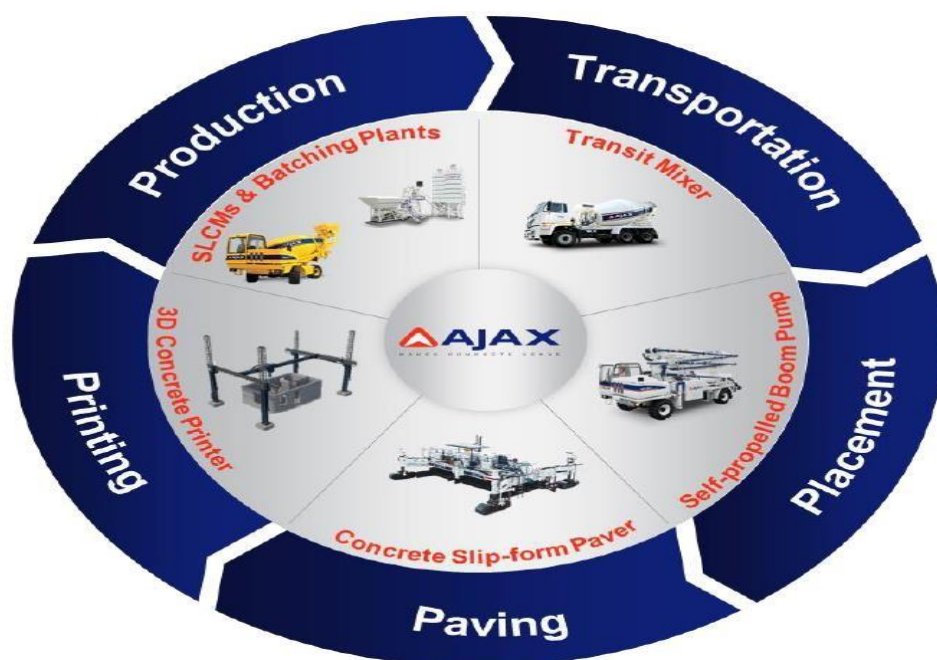 Production
SLCMs & Batching Plants
Transportation
Transit Mixer
AJAX
Placement
Self-propelled Boom Pump
Paving
Concrete Slip-form Paver
Printing
3D Concrete Printer
AJAX